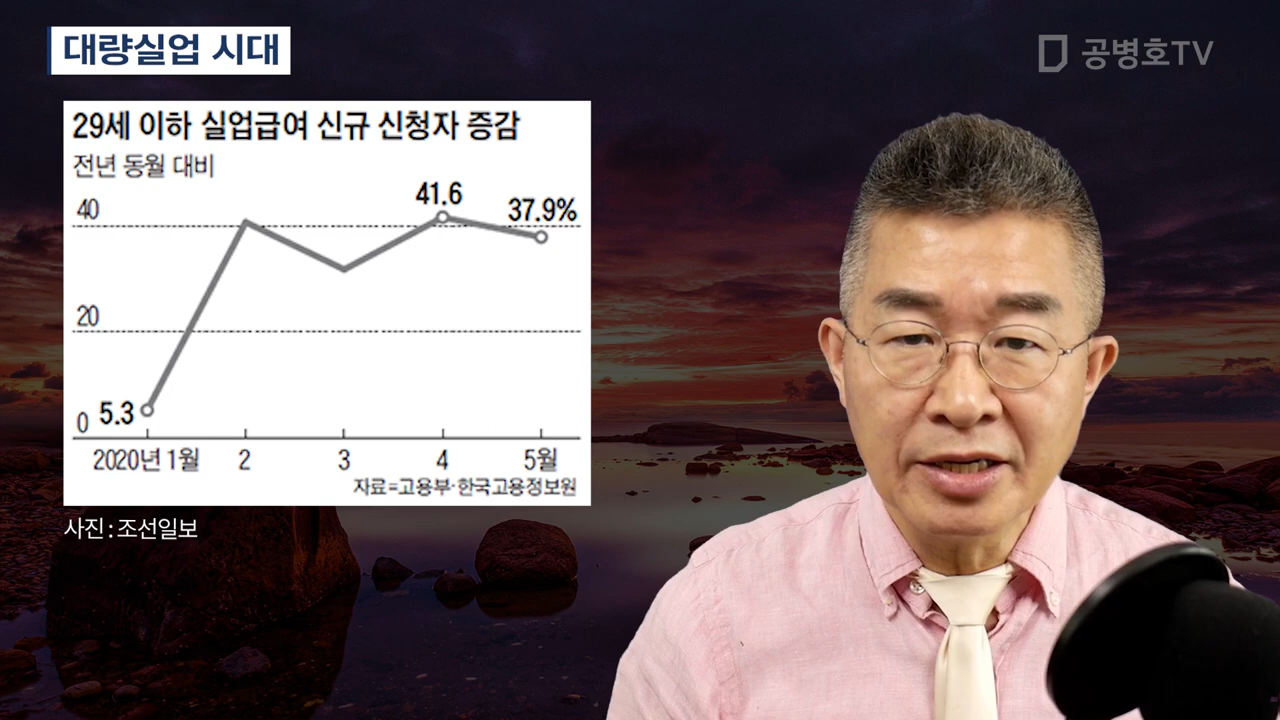 대량실업 시대
공병호TV
29세 이하 실업급여 신규 신청자 증감
전년 동월 대비
40
41.6
37.9%
20
5.3
0
2020년 1월 2 3 4 5월
자료=고용부·한국고용정보원
사진 : 조선일보